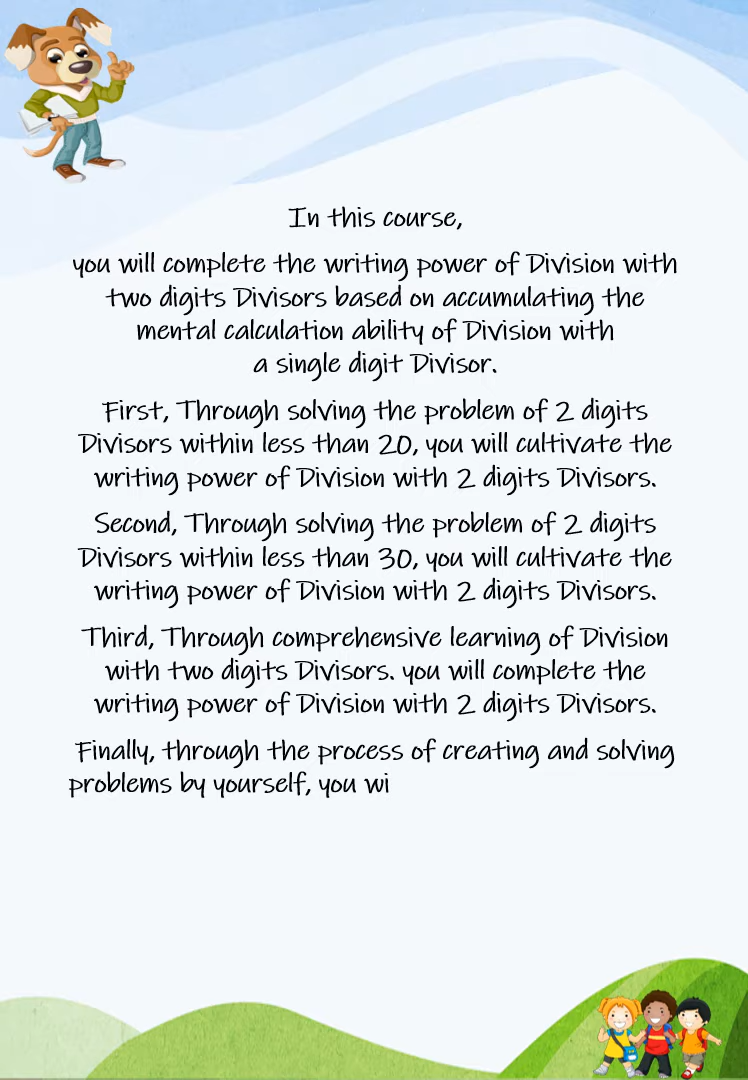 In this course,
you will complete the writing power of Division with
two digits Divisors based on accumulating the
mental calculation ability of Division with
a single digit Divisor.
First, Through solving the problem of 2 digits
Divisors within less than 20, you will cultivate the
writing power of Division with 2 digits Divisors.
Second, Through solving the problem of 2 digits
Divisors within less than 30, you will cultivate the
writing power of Division with 2 digits Divisors.
Third, Through comprehensive learning of Division
with two digits Divisors. you will complete the
writing power of Division with 2 digits Divisors.
Finally, through the process of creating and solving
problems by yourself, you wi